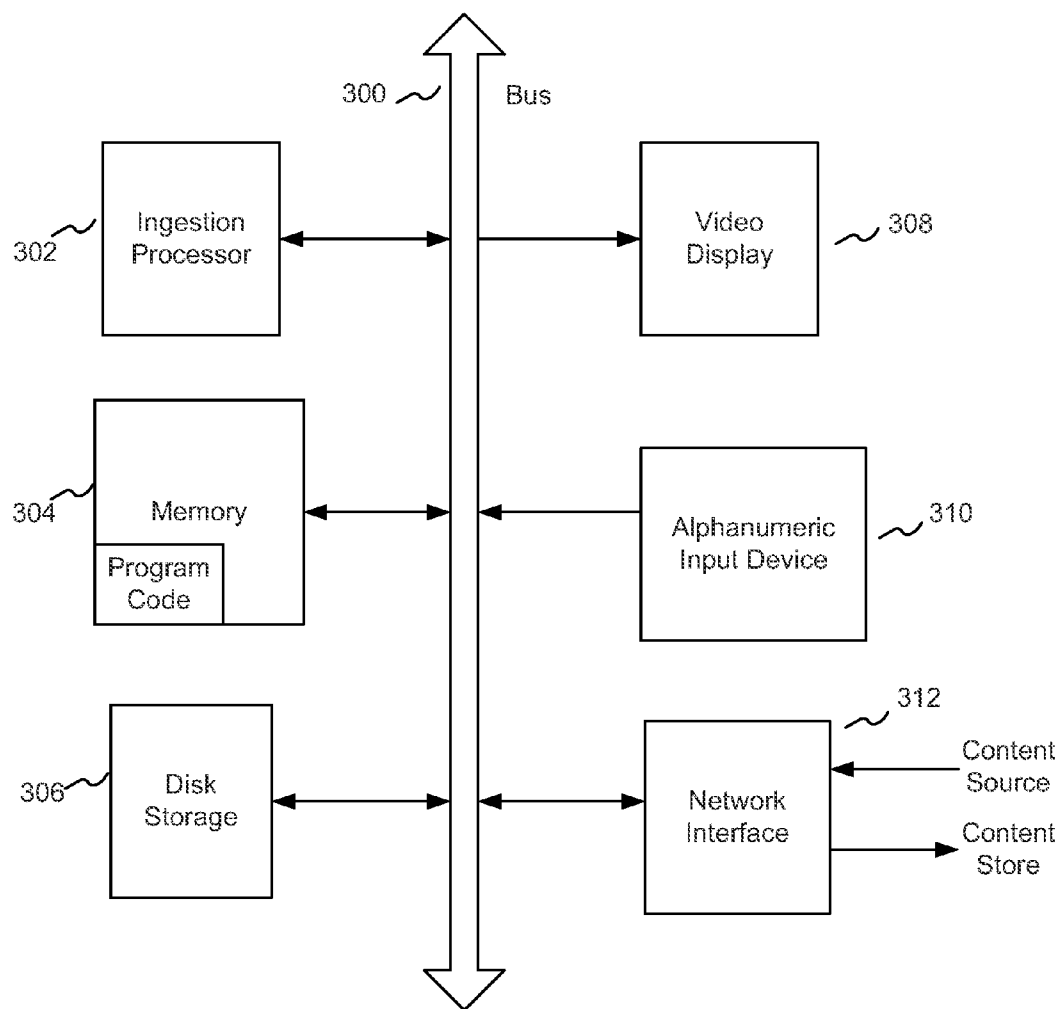 300
Bus
Ingestion
Processor
302
Video
Display
308
304
Memory
Program
Code
Alphanumeric
Input Device
310
306
Disk
Storage
312
Network
Interface
Content
Source
Content
Store